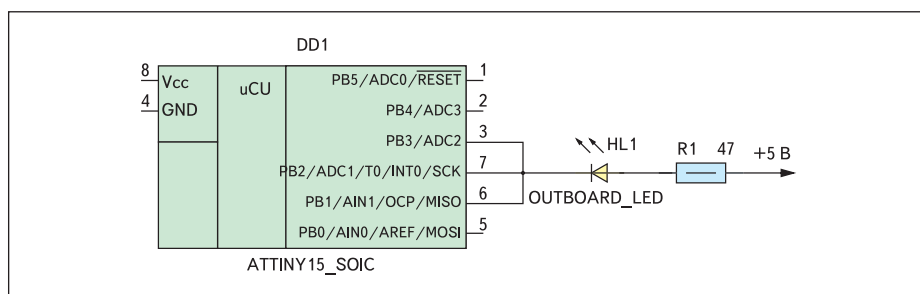 DD1
8 Vcc uCU PB5/ADC0/RESET 1
4 GND PB4/ADC3 2
PB3/ADC2 3
PB2/ADC1/T0/INT0/SCK 7
PB1/AIN1/OCP/MISO 6
PB0/AIN0/AREF/MOSI 5
ATTINY15_SOIC
HL1
OUTBOARD_LED
R1 47
+5 В